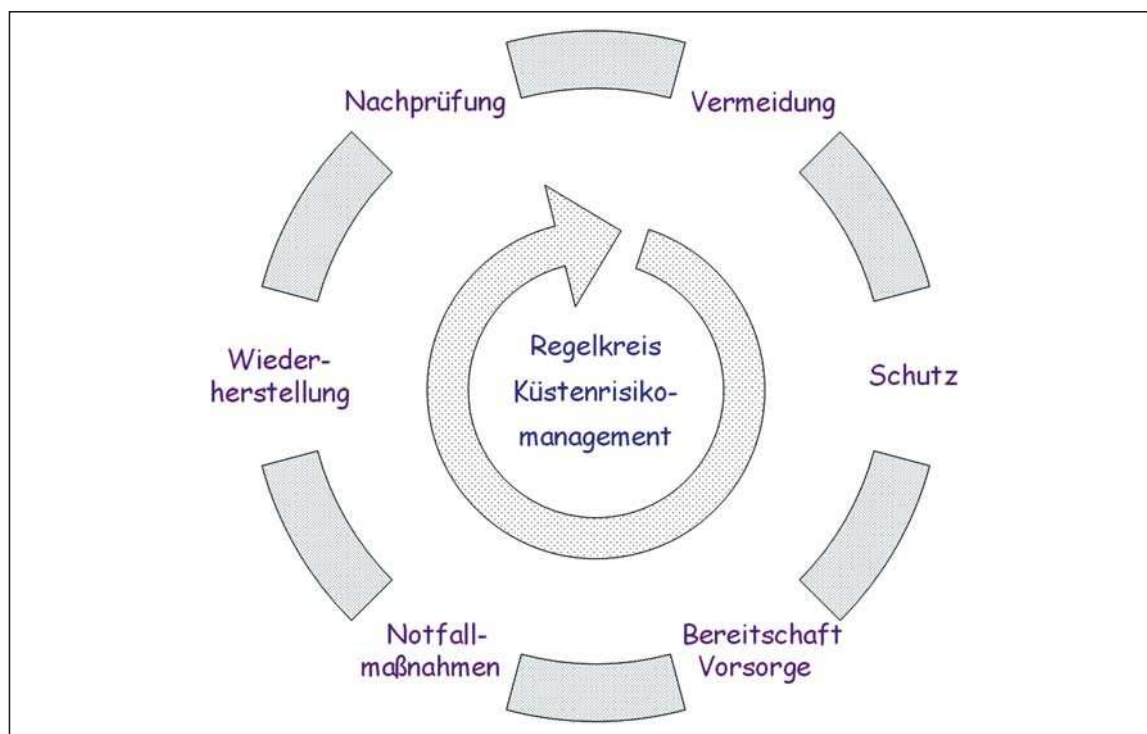 Nachprüfung
Vermeidung
Wieder-
herstellung
Regelkreis
Küstenrisiko-
management
Schutz
Notfall-
maßnahmen
Bereitschaft
Vorsorge